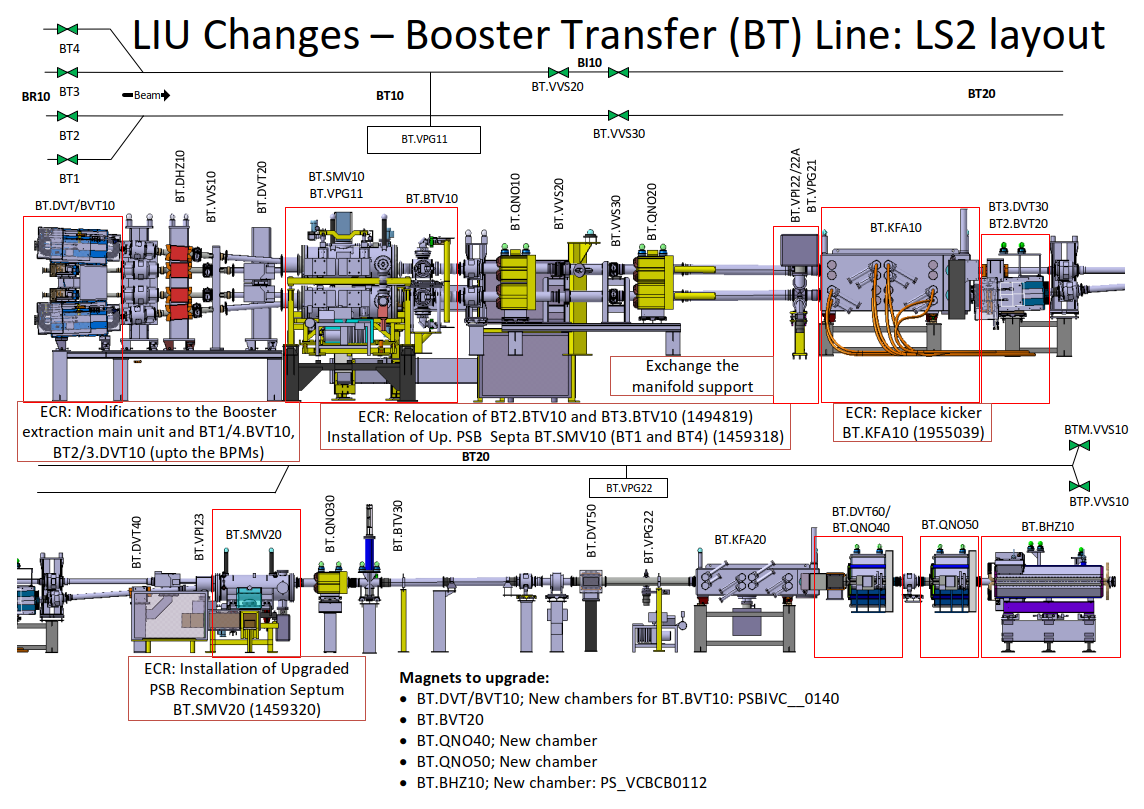 LIU Changes – Booster Transfer (BT) Line: LS2 layout
BT4
BT3
BR10
Beam
BT2
BT1
BT10
BI10
BT.VVS20
BT.VVS30
BT20
BT.VPG11
BT.DVT/BVT10
BT.DHZ10
BT.VVS10
BT.DVT20
BT.SMV10
BT.VPG11
BT.BTV10
BT.QNO10
BT.VVS20
BT.VVS30
BT.QNO20
BT.VPI22/22A
BT.VPG21
BT.KFA10
BT3.DVT30
BT2.BVT20
Exchange the
manifold support
ECR: Modifications to the Booster
extraction main unit and BT1/4.BVT10,
BT2/3.DVT10 (upto the BPMs)
ECR: Relocation of BT2.BTV10 and BT3.BTV10 (1494819)
Installation of Up. PSB Septa BT.SMV10 (BT1 and BT4) (1459318)
ECR: Replace kicker
BT.KFA10 (1955039)
BT20
BT.VPG22
BTM.VVS10
BTP.VVS10
BT.DVT40
BT.VPI23
BT.SMV20
BT.QNO30
BT.BTV30
BT.DVT50
BT.VPG22
BT.KFA20
BT.DVT60/
BT.QNO40
BT.QNO50
BT.BHZ10
ECR: Installation of Upgraded
PSB Recombination Septum
BT.SMV20 (1459320)
Magnets to upgrade:
• BT.DVT/BVT10; New chambers for BT.BVT10: PSBIVC__0140
• BT.BVT20
• BT.QNO40; New chamber
• BT.QNO50; New chamber
• BT.BHZ10; New chamber: PS_VCBCB0112